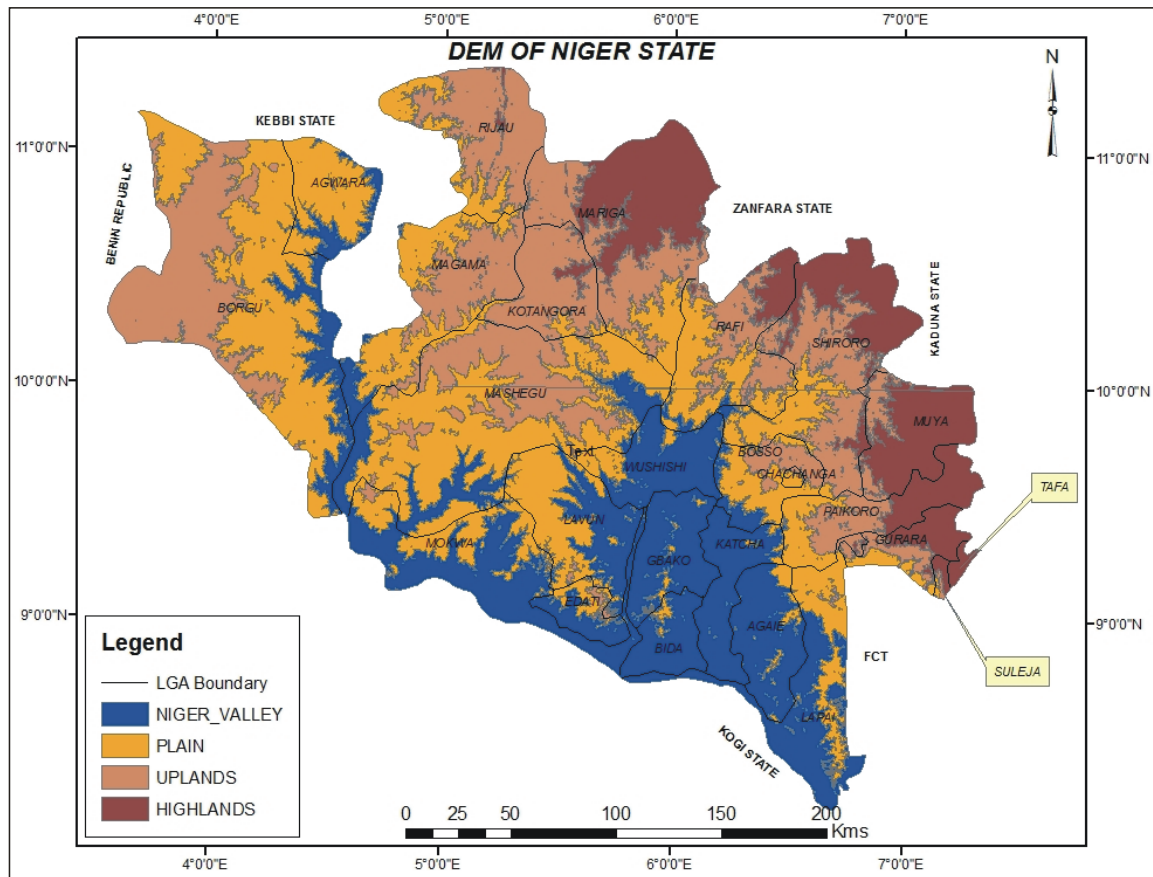 4°0'0"E
5°0'0"E
6°0'0"E
7°0'0"E
DEM OF NIGER STATE
N
KEBBI STATE
RIJAU
11°0'0"N
11°0'0"N
BENIN REPUBLIC
AGWARA
MARIGA
ZANFARA STATE
MAGAMA
BORGU
KOTANGORA
RAFI
SHIRORO
KADUNA STATE
10°0'0"N
10°0'0"N
MASHEGU
MUYA
Text
BOSSO
WUSHISHI
CHACHANGA
TAFA
LAVUN
PAIKORO
MOKWA
KATCHA
GURARA
GBAKO
EDATI
9°0'0"N
9°0'0"N
AGAIE
BIDA
FCT
SULEJA
LAPAI
KOGI STATE
Legend
LGA Boundary
NIGER_VALLEY
PLAIN
UPLANDS
HIGHLANDS
0 25 50 100 150 200
Kms
4°0'0"E
5°0'0"E
6°0'0"E
7°0'0"E